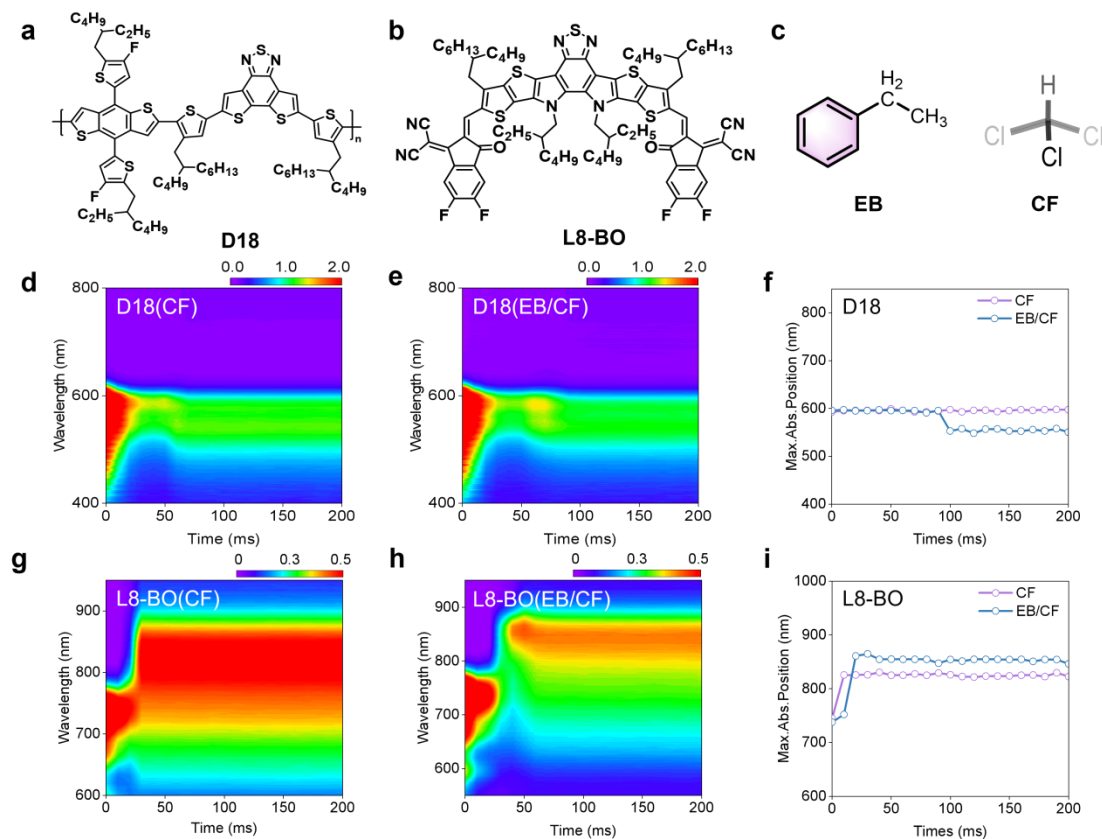 a
C4H9
C2H5
F
S
S
N N
S
S
S
S
S
S
n
F
C6H13
C4H9
C6H13
C4H9
C2H5
C4H9
D18
b
C6H13
C4H9
S
N N
C4H9
C6H13
S
S
S
S
N
N
NC
NC
O
C2H5
C4H9
C2H5
C4H9
O
CN
CN
F
F
F
F
L8-BO
c
H2
C
CH3
EB
H
Cl
Cl
Cl
CF
d
0.0 1.0 2.0
D18(CF)
Wavelength (nm)
800
600
400
0 50 100 150 200
Time (ms)
e
0.0 1.0 2.0
D18(EB/CF)
Wavelength (nm)
800
600
400
0 50 100 150 200
Time (ms)
f
D18
CF
EB/CF
Max.Abs.Position (nm)
800
700
600
500
400
0 50 100 150 200
Times (ms)
g
0 0.3 0.5
L8-BO(CF)
Wavelength (nm)
900
800
700
600
0 50 100 150 200
Time (ms)
h
0 0.3 0.5
L8-BO(EB/CF)
Wavelength (nm)
900
800
700
600
0 50 100 150 200
Time (ms)
i
L8-BO
CF
EB/CF
Max.Abs.Position (nm)
1000
900
800
700
600
0 50 100 150 200
Times (ms)